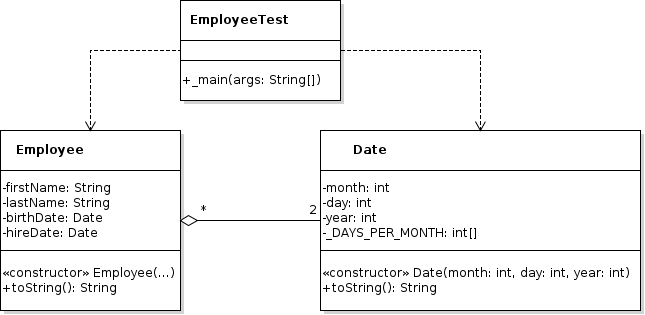 EmployeeTest
+_main(args: String[])
Employee
-firstName: String
-lastName: String
-birthDate: Date
-hireDate: Date
«constructor» Employee(...)
+toString(): String
*
2
Date
-month: int
-day: int
-year: int
-_DAYS_PER_MONTH: int[]
«constructor» Date(month: int, day: int, year: int)
+toString(): String